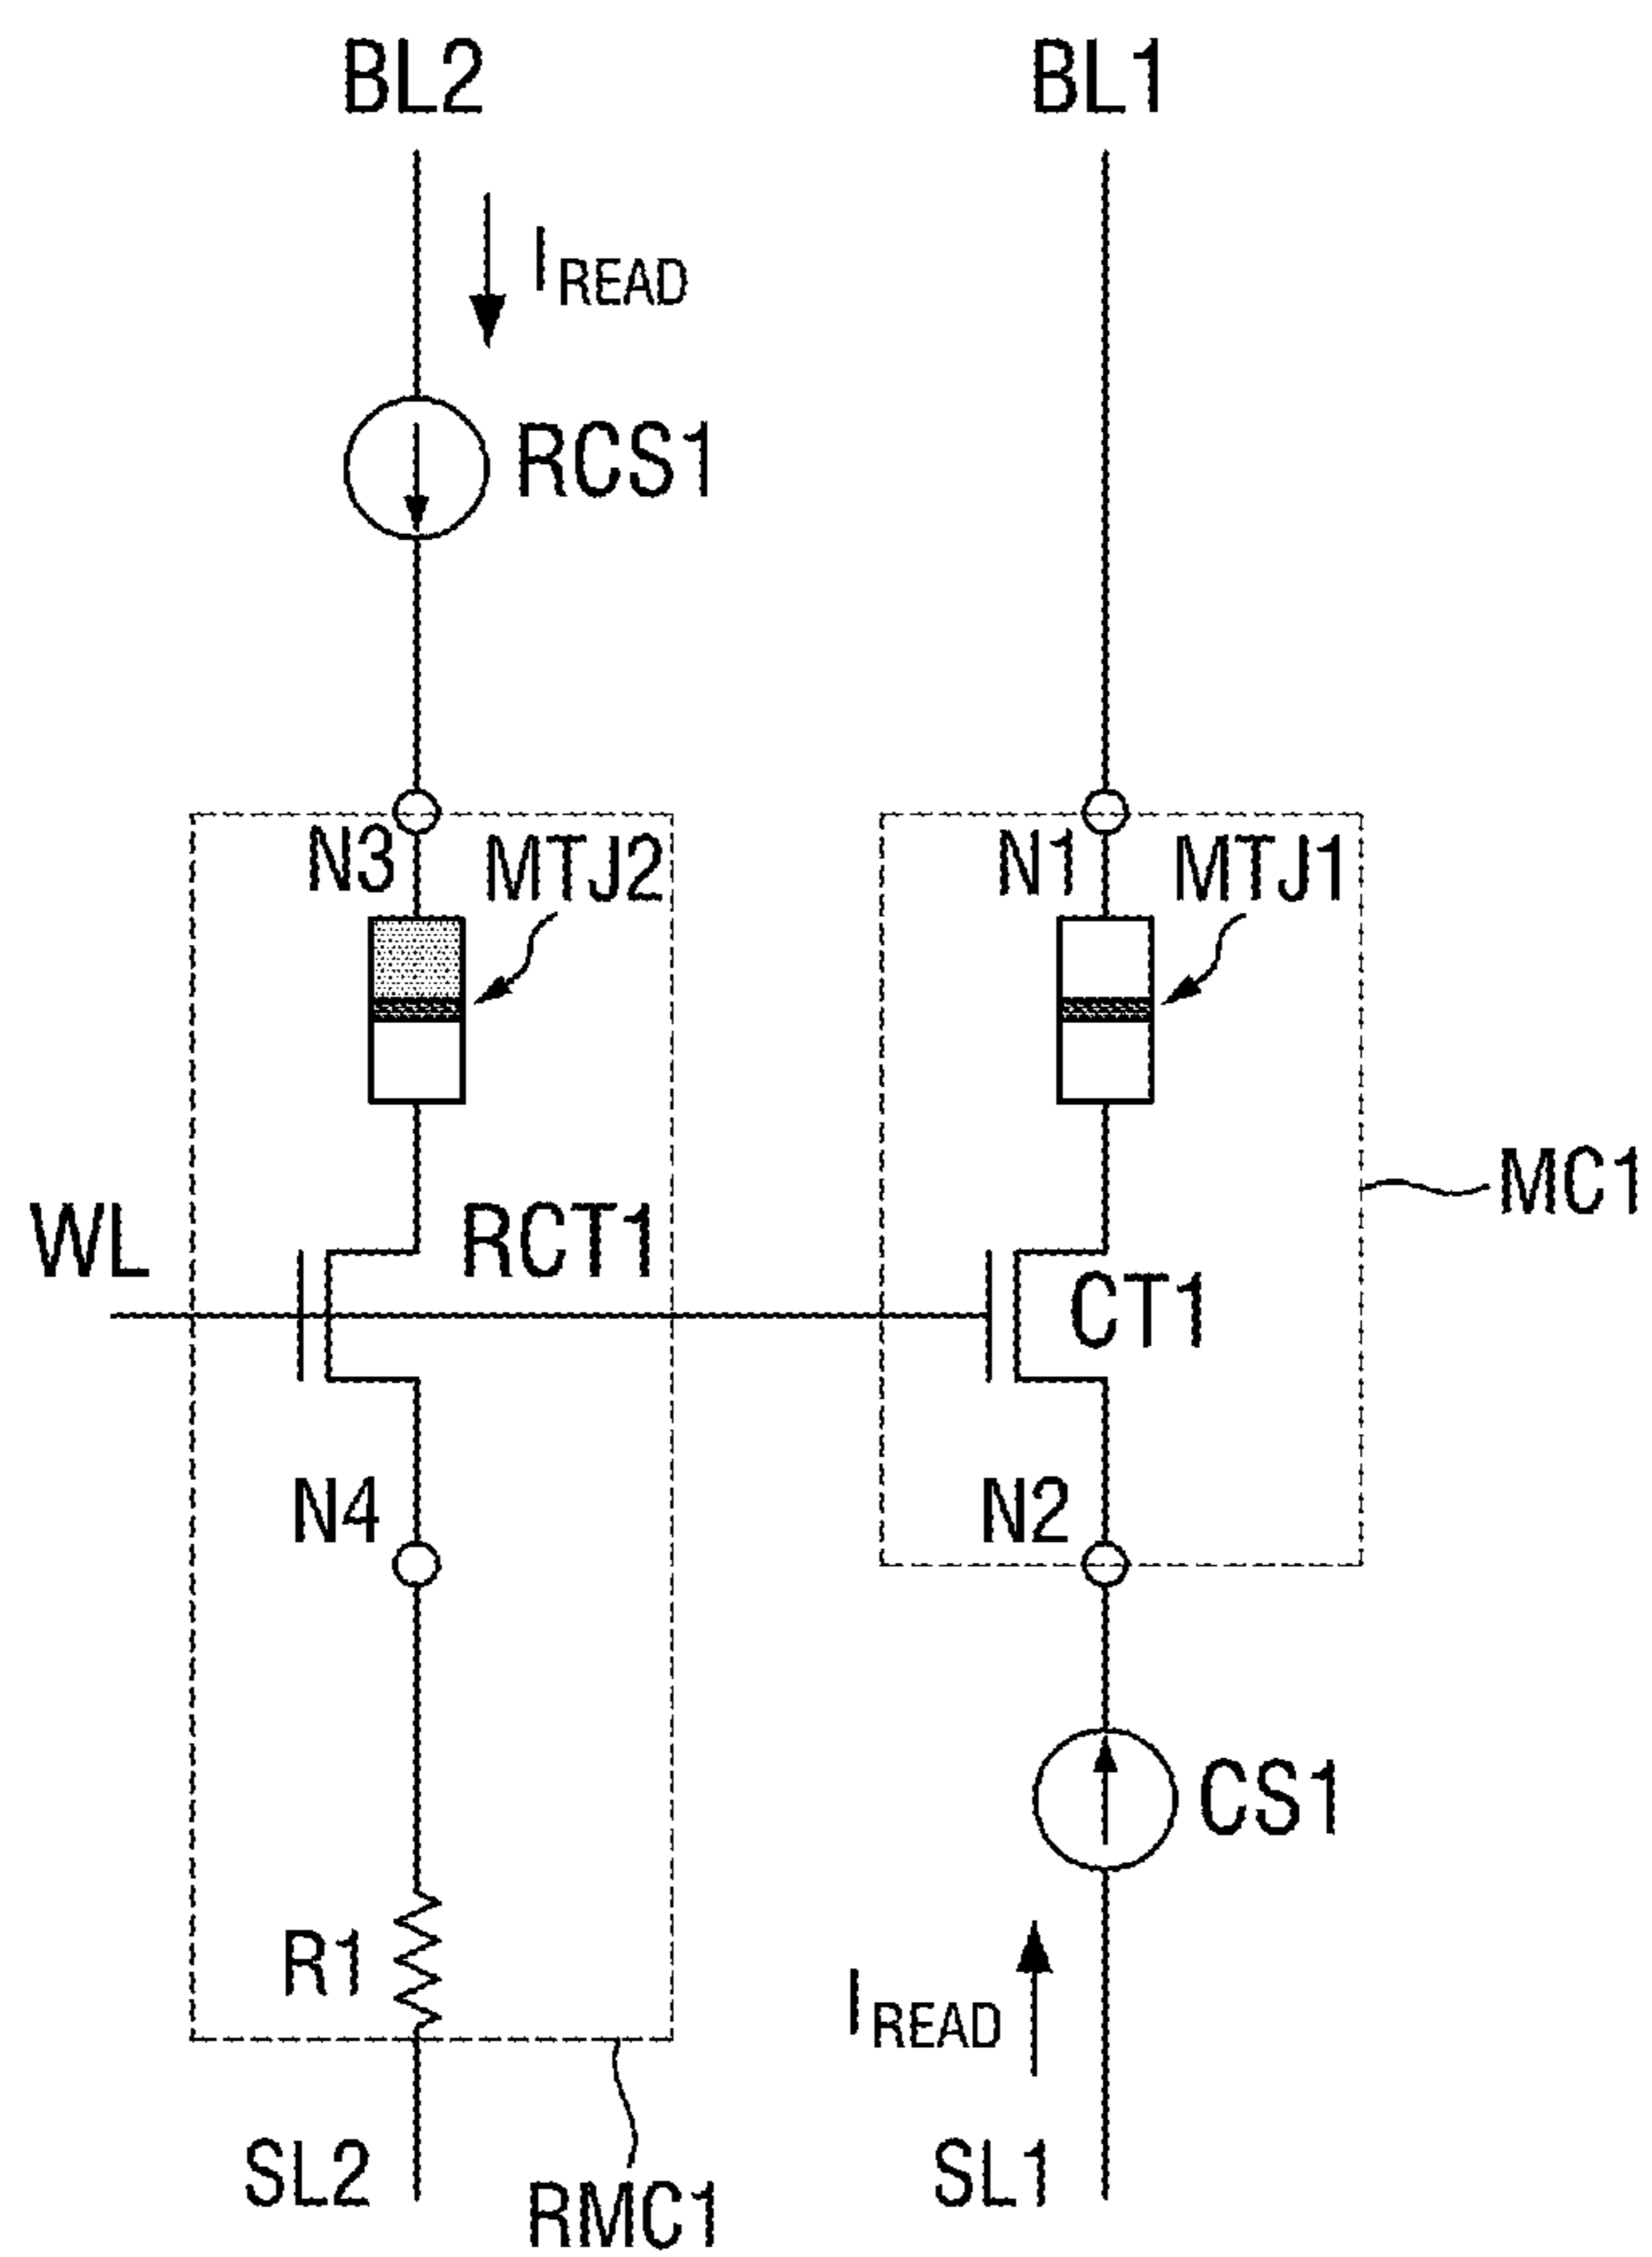 BL2
BL1
IREAD
RCS1
N3
MTJ2
N1
MTJ1
MC1
WL
RCT1
CT1
N4
N2
CS1
R1
IREAD
SL2
RMC1
SL1